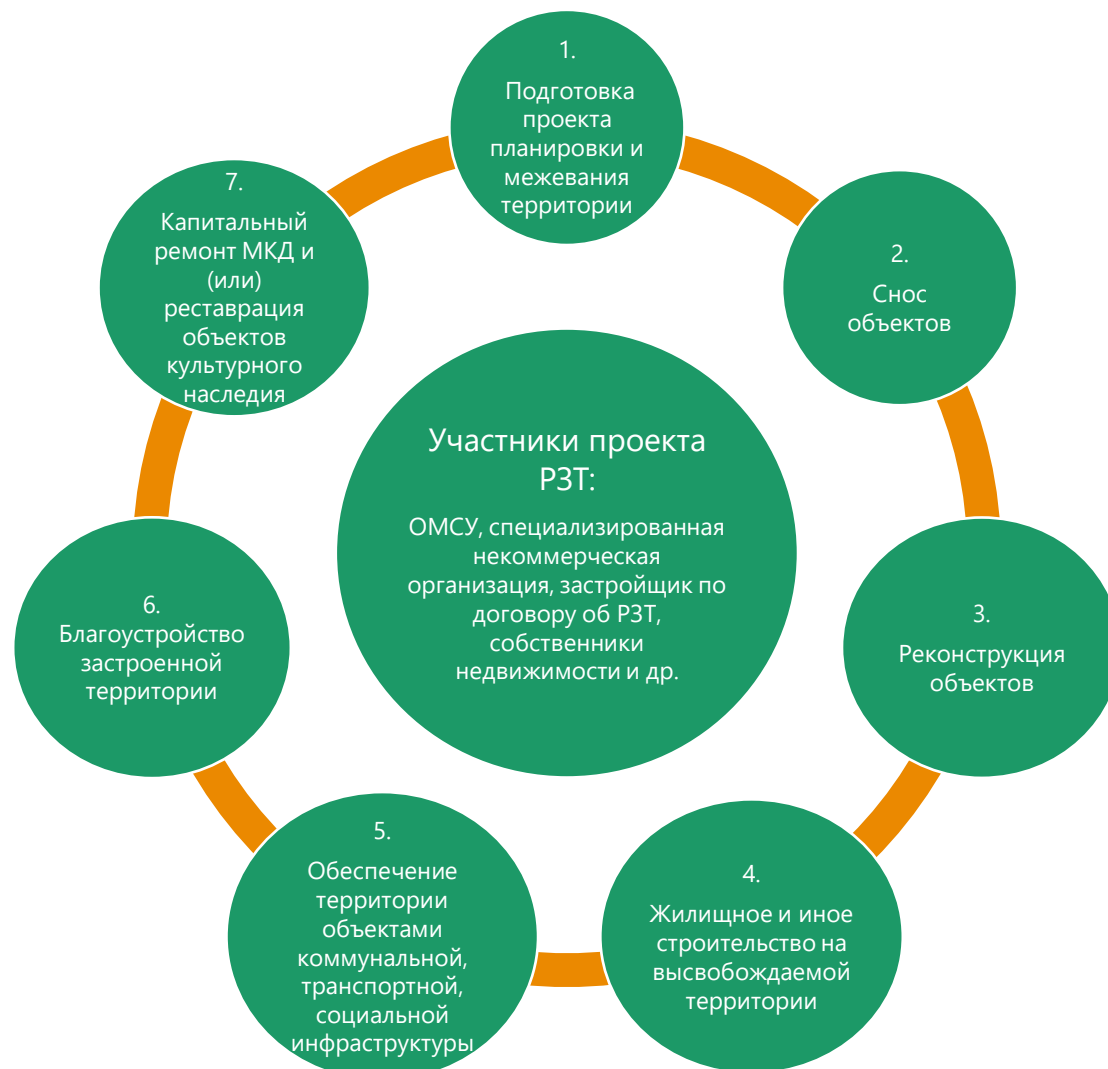 1.
Подготовка
проекта
планировки и
межевания
территории
2.
Снос
объектов
3.
Реконструкция
объектов
4.
Жилищное и иное
строительство на
высвобождаемой
территории
5.
Обеспечение
территории
объектами
коммунальной,
транспортной,
социальной
инфраструктуры
6.
Благоустройство
застроенной
территории
7.
Капитальный
ремонт МКД и
(или)
реставрация
объектов
культурного
наследия
Участники проекта
РЗТ:
ОМСУ, специализированная
некоммерческая
организация, застройщик по
договору об РЗТ,
собственники
недвижимости и др.